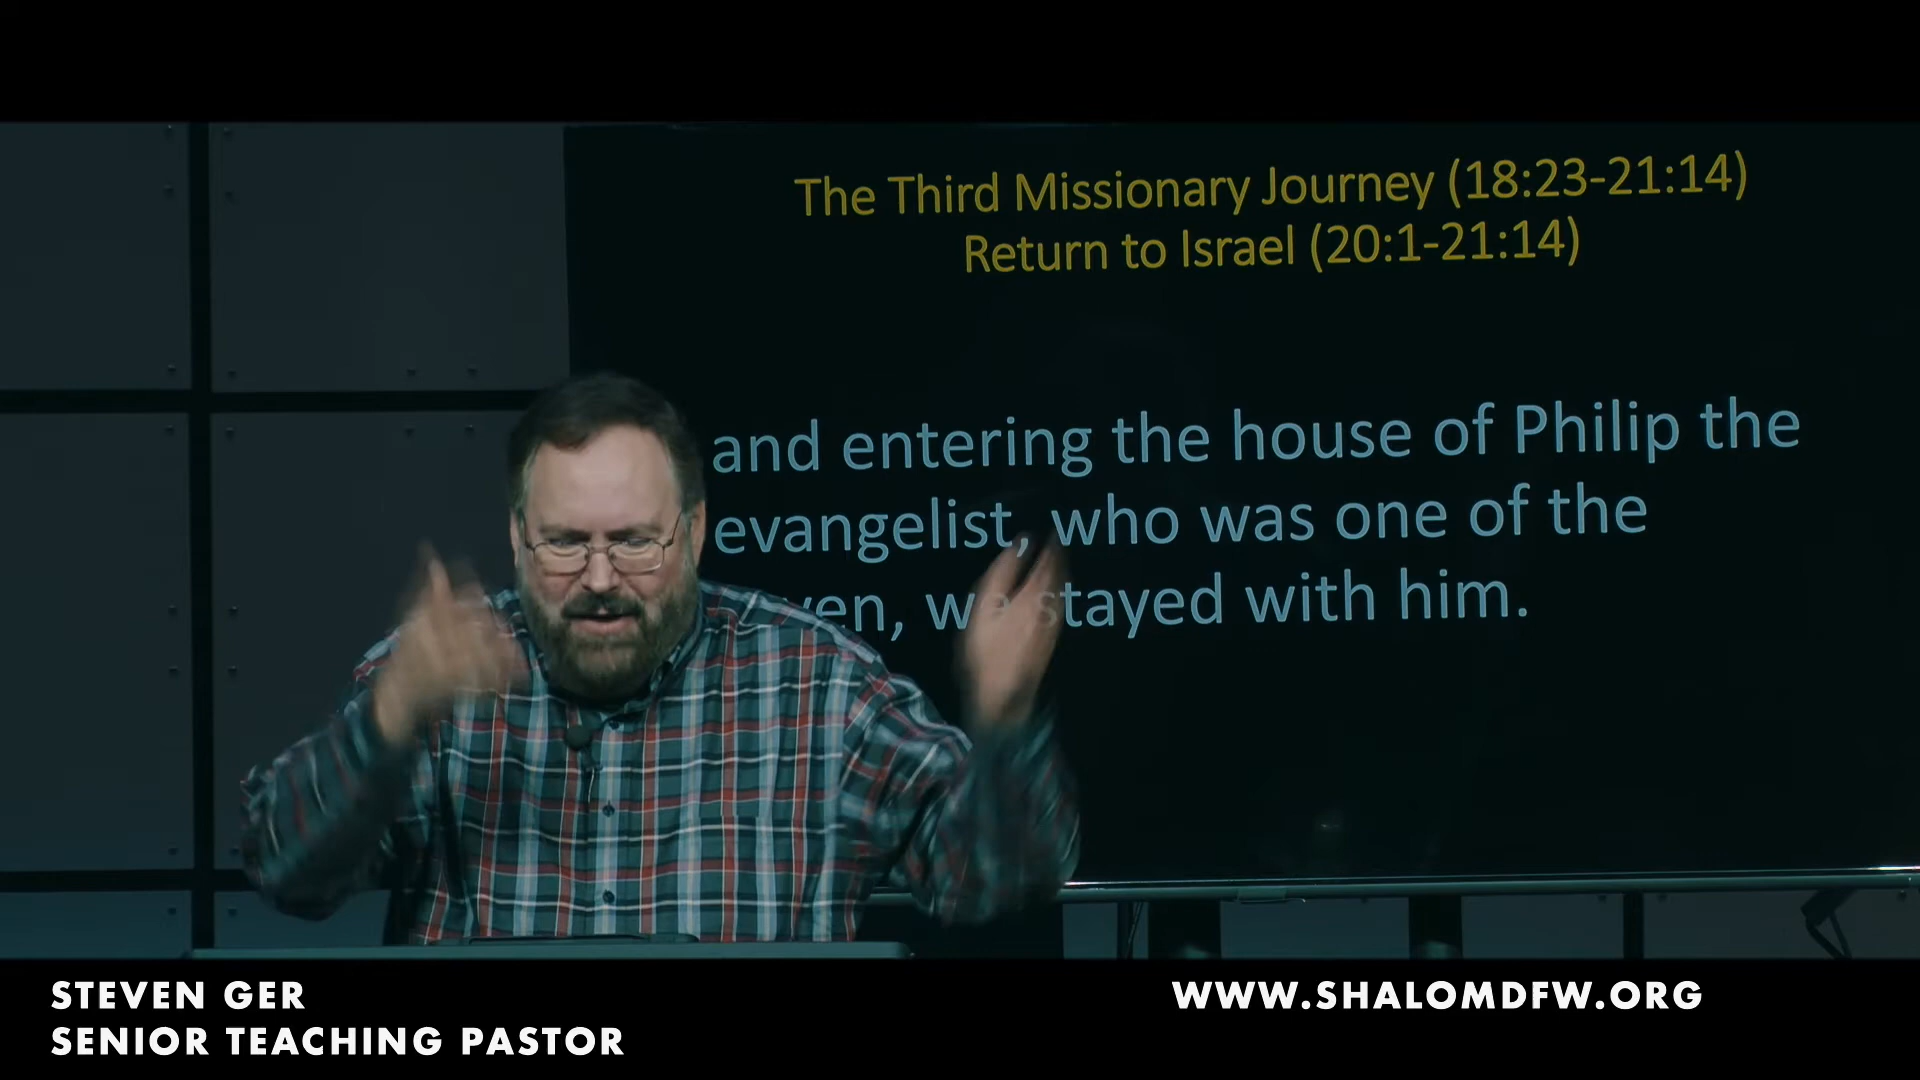 The Third Missionary Journey (18:23-21:14)
Return to Israel (20:1-21:14)
and entering the house of Philip the
evangelist, who was one of the
we stayed with him.
STEVEN GER
SENIOR TEACHING PASTOR
WWW.SHALOMDFW.ORG